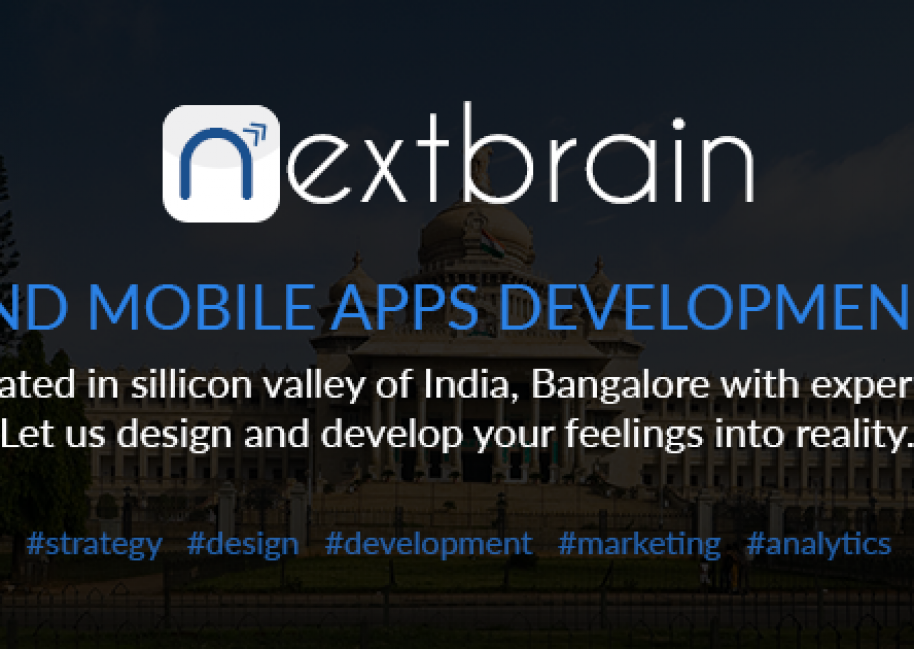 nextbrain
ND MOBILE APPS DEVELOPMEN
ated in sillicon valley of India, Bangalore with exper
Let us design and develop your feelings into reality.
#strategy #design #development #marketing #analytics